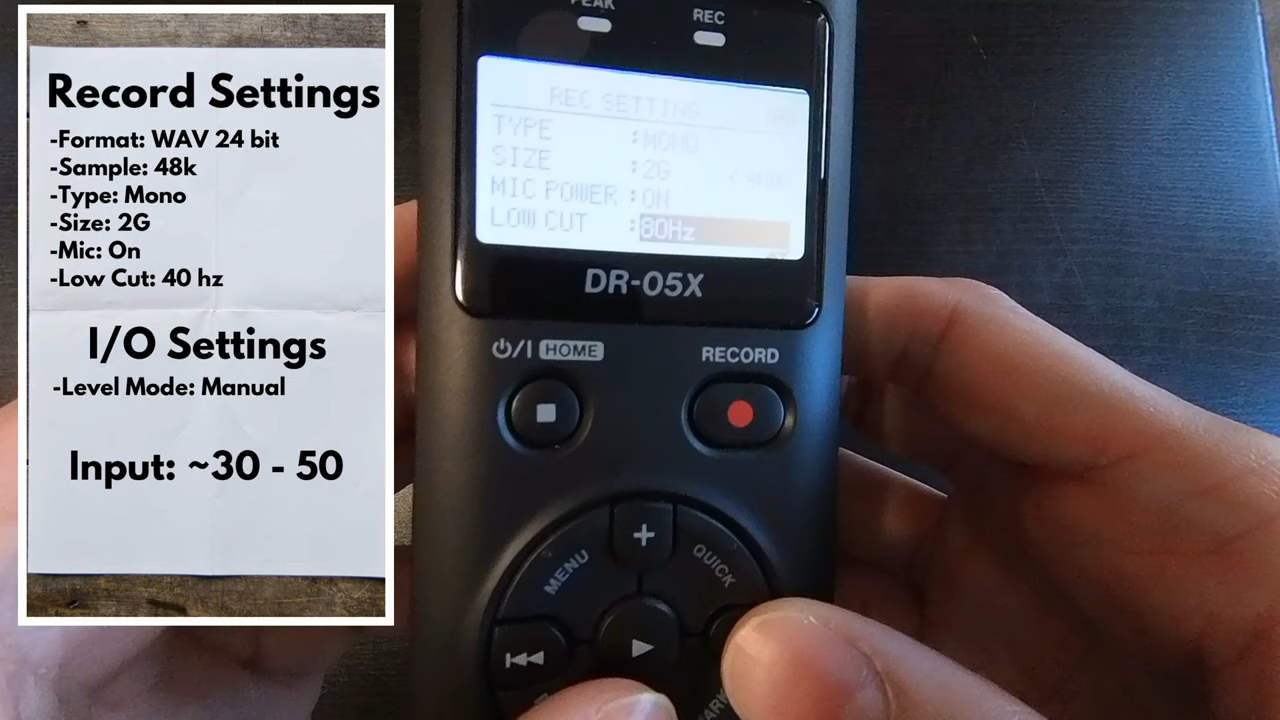 Record Settings
-Format: WAV 24 bit
-Sample: 48k
-Type: Mono
-Size: 2G
-Mic: On
-Low Cut: 40 hz
I/O Settings
-Level Mode: Manual
Input: ~30 - 50
PEAK
REC
REC SETTING
TYPE :MONO
SIZE :2G
MIC POWER :ON
LOW CUT :80Hz
DR-05X
⏻/I HOME
RECORD
+
MENU
QUICK